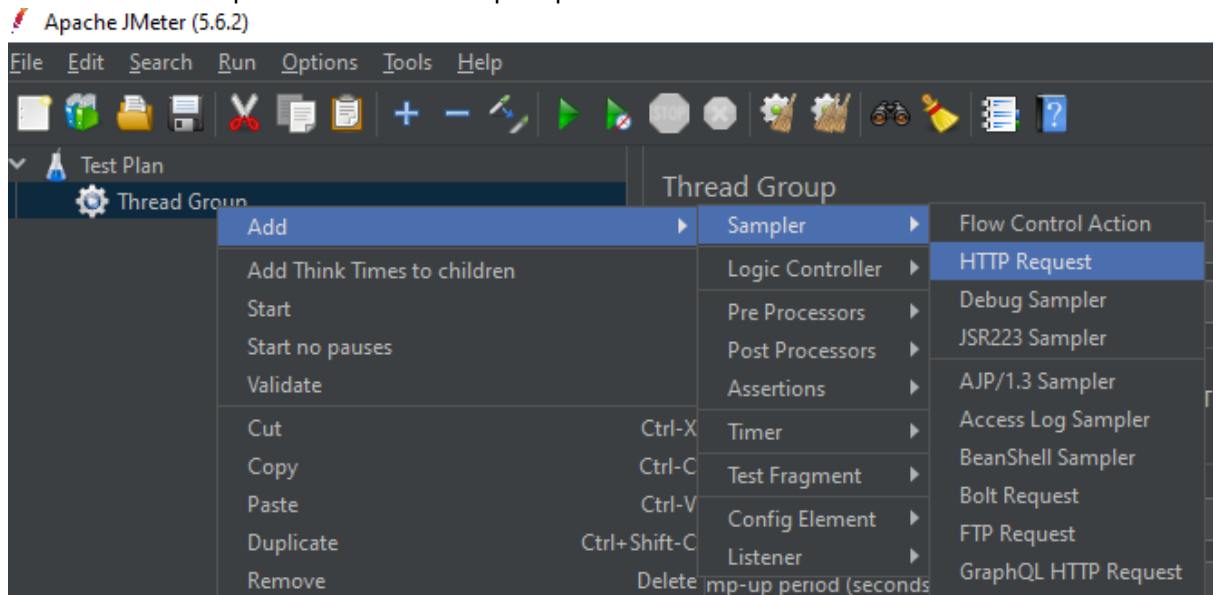 Apache JMeter (5.6.2)
File Edit Search Run Options Tools Help
STOP
Test Plan
Thread Group
Thread Group
Add
Add Think Times to children
Start
Start no pauses
Validate
Cut Ctrl-X
Copy Ctrl-C
Paste Ctrl-V
Duplicate Ctrl+Shift-C
Remove Delete
Sampler
Logic Controller
Pre Processors
Post Processors
Assertions
Timer
Test Fragment
Config Element
Listener
mp-up period (seconds
Flow Control Action
HTTP Request
Debug Sampler
JSR223 Sampler
AJP/1.3 Sampler
Access Log Sampler
BeanShell Sampler
Bolt Request
FTP Request
GraphQL HTTP Request